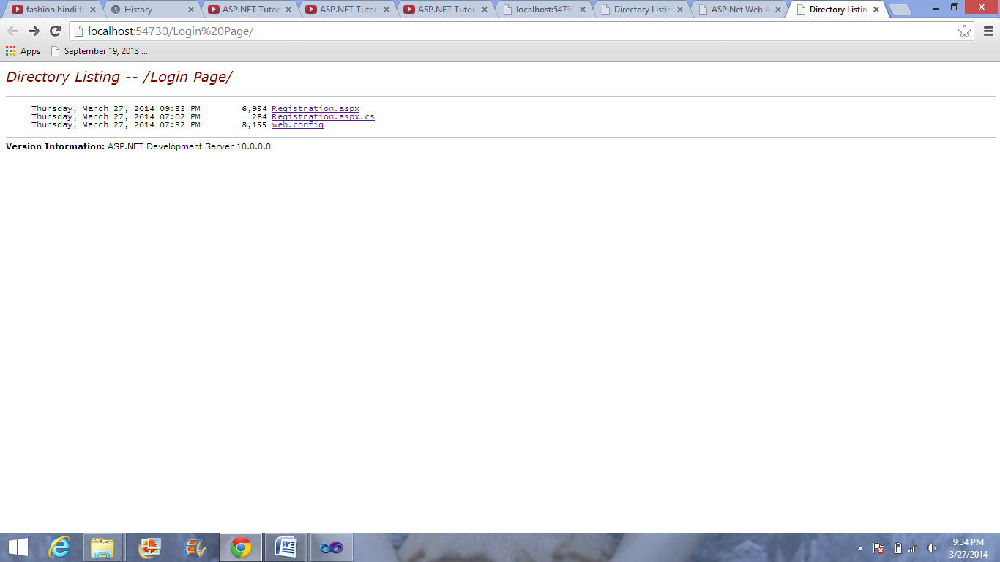 fashion hindi fu
History
ASP.NET Tutor
ASP.NET Tutor
ASP.NET Tutor
localhost:54730
Directory Listin
ASP.Net Web A
Directory Listin
localhost:54730/Login%20Page/
Apps September 19, 2013 ...
Directory Listing -- /Login Page/
Thursday, March 27, 2014 09:33 PM 6,954 Registration.aspx
Thursday, March 27, 2014 07:02 PM 284 Registration.aspx.cs
Thursday, March 27, 2014 07:32 PM 8,155 web.config
Version Information: ASP.NET Development Server 10.0.0.0
9:34 PM
3/27/2014